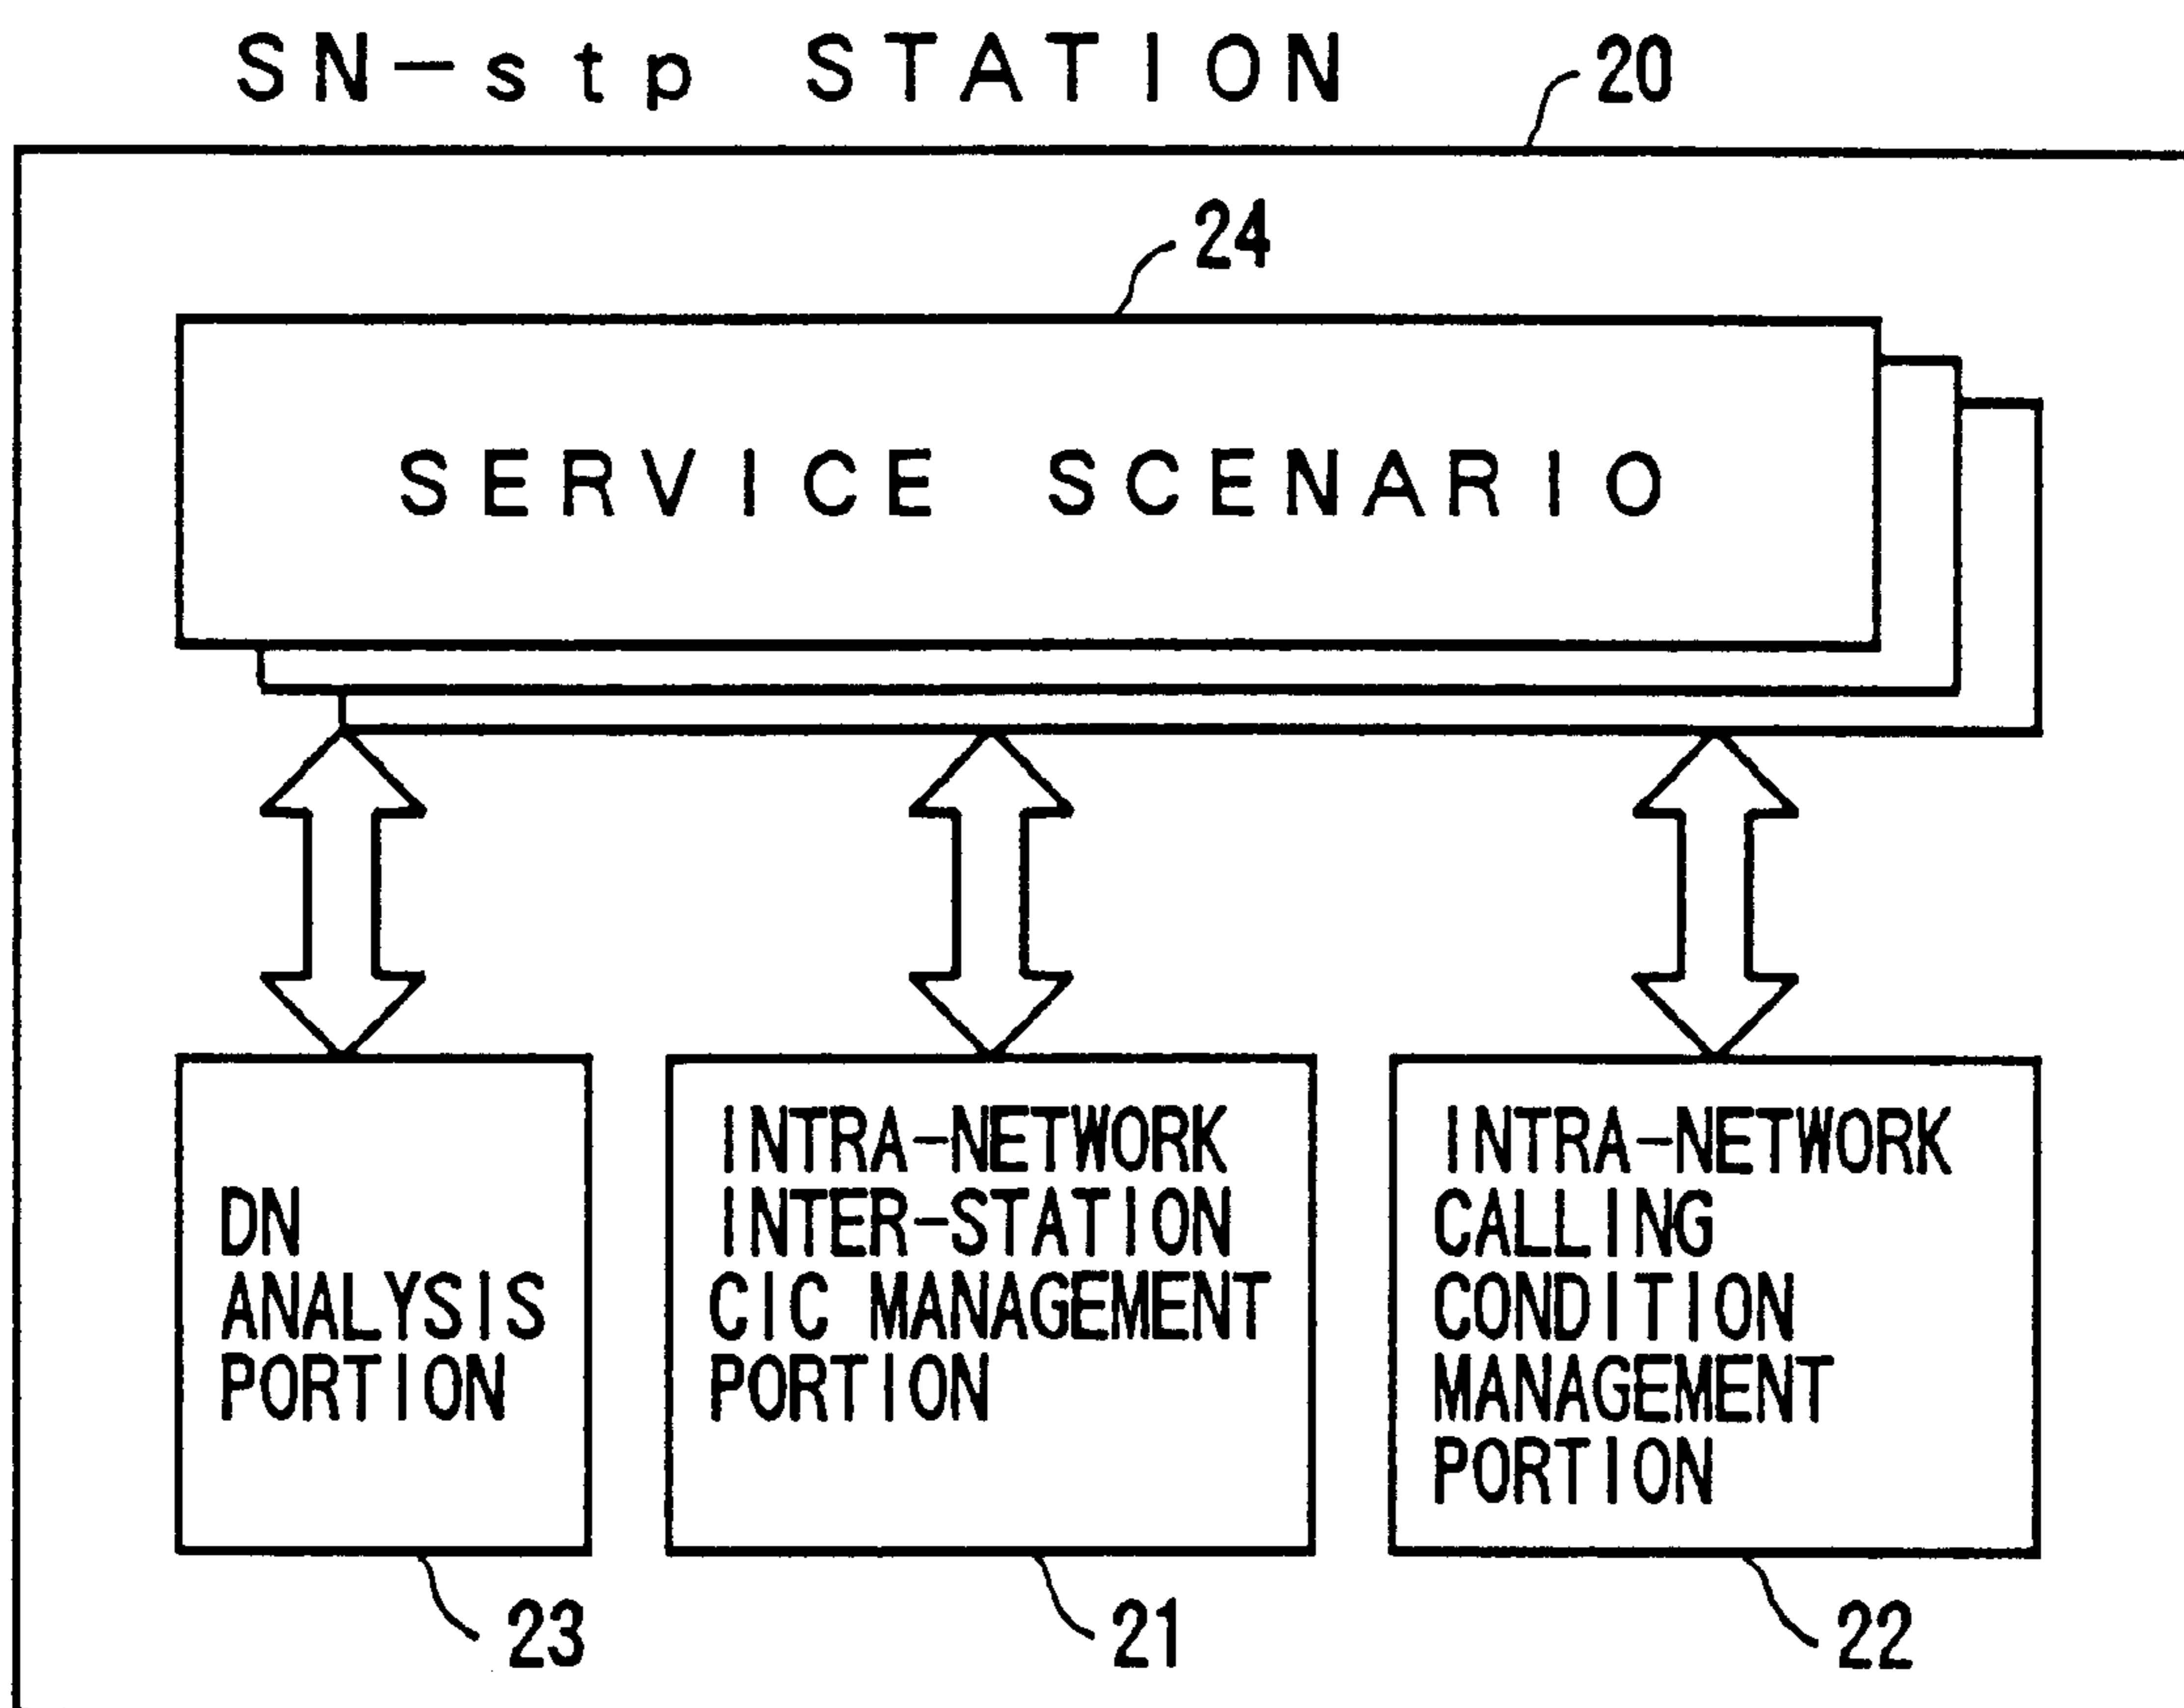 SN-stp STATION
20
24
SERVICE SCENARIO
DN
ANALYSIS
PORTION
INTRA-NETWORK
INTER-STATION
CIC MANAGEMENT
PORTION
INTRA-NETWORK
CALLING
CONDITION
MANAGEMENT
PORTION
23
21
22